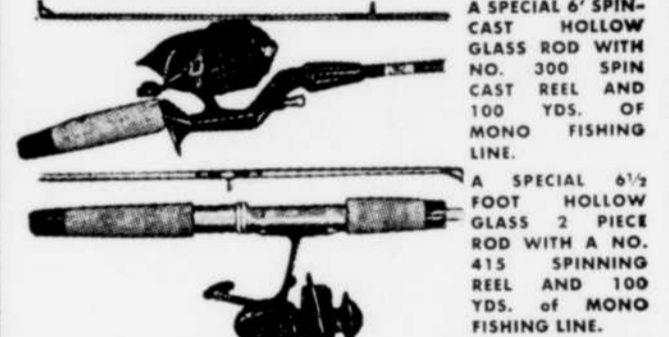 A SPECIAL 6' SPIN-
CAST HOLLOW
GLASS ROD WITH
NO. 300 SPIN
CAST REEL AND
100 YDS. OF
MONO FISHING
LINE.
A SPECIAL 6½
FOOT HOLLOW
GLASS 2 PIECE
ROD WITH A NO.
415 SPINNING
REEL AND 100
YDS. of MONO
FISHING LINE.